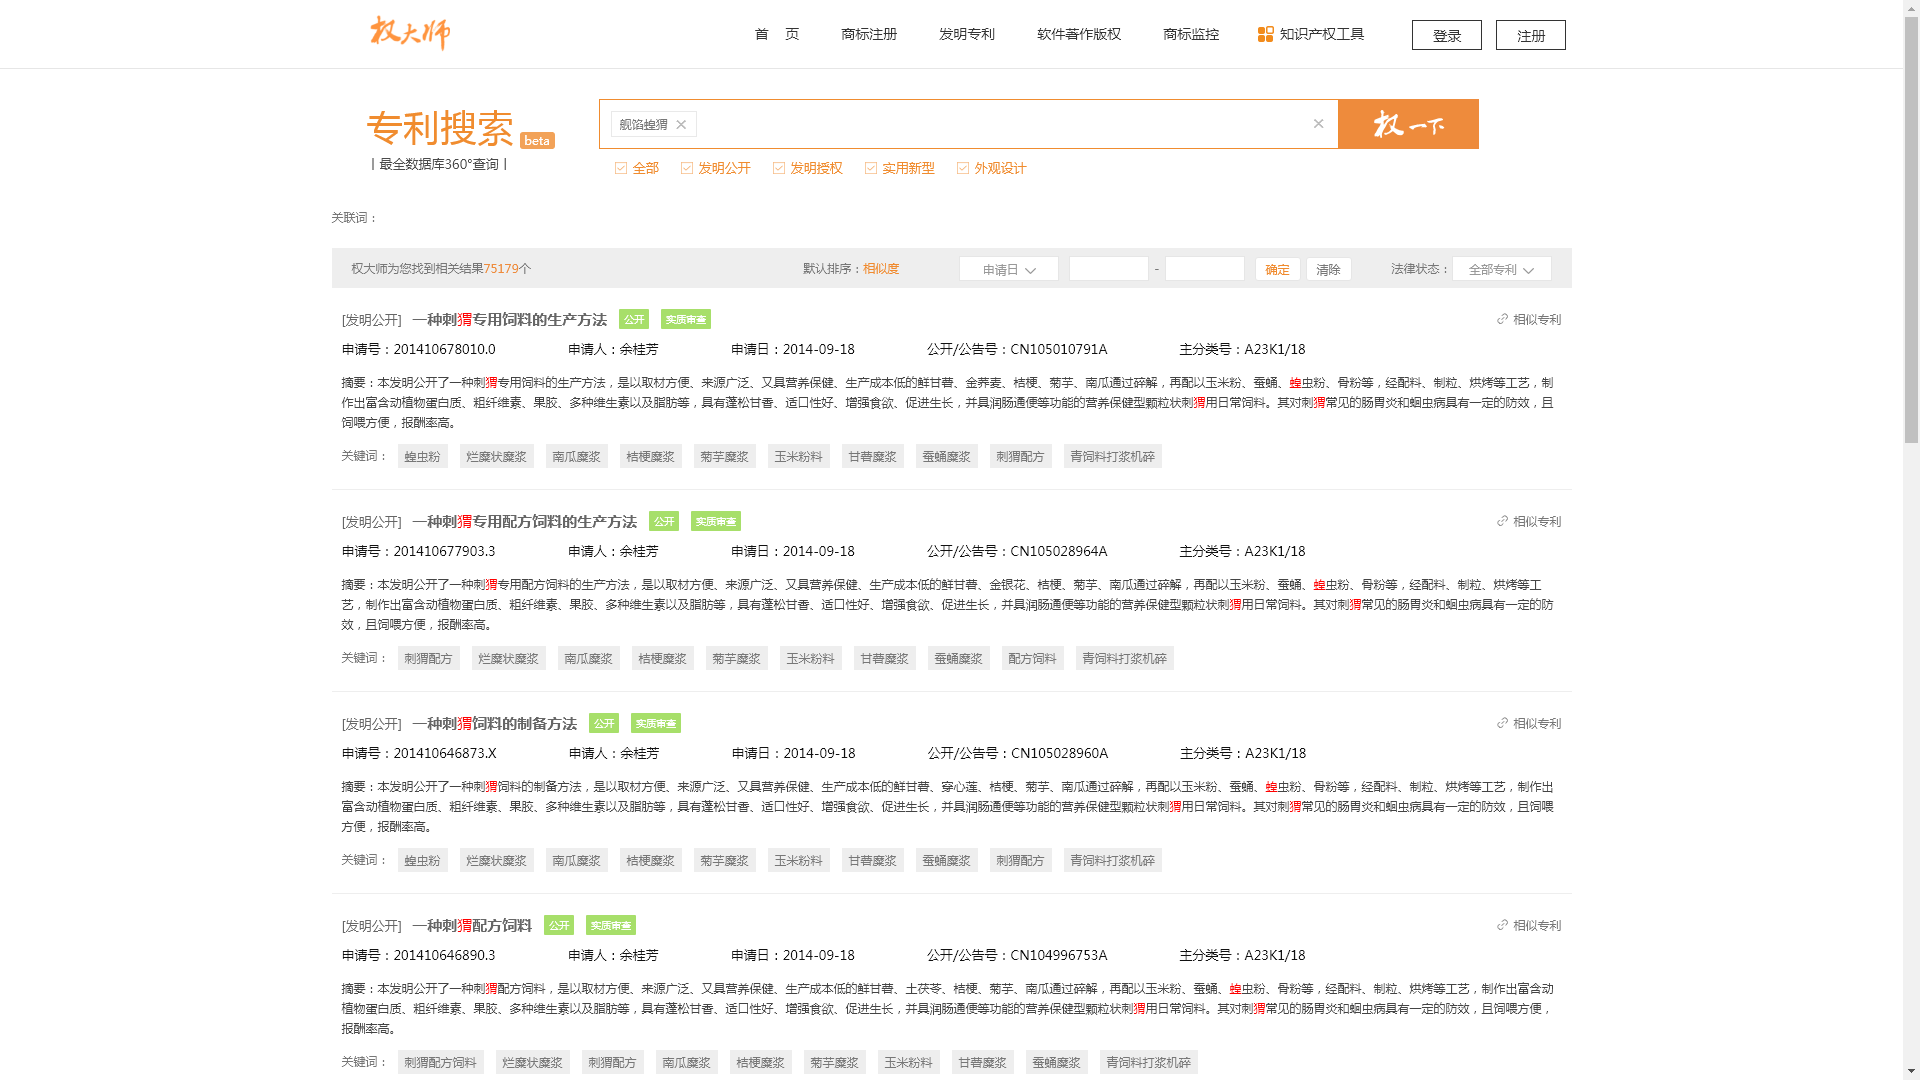 权大师
首 页 商标注册 发明专利 软件著作版权 商标监控 知识产权工具 登录 注册
专利搜索 beta
丨最全数据库360°查询丨
舰馅蝗猬 × × 权一下
全部 发明公开 发明授权 实用新型 外观设计
关联词：
权大师为您找到相关结果75179个 默认排序：相似度 申请日 - 确定 清除 法律状态： 全部专利
[发明公开] 一种刺猬专用饲料的生产方法 公开 实质审查 相似专利
申请号：201410678010.0 申请人：余桂芳 申请日：2014-09-18 公开/公告号：CN105010791A 主分类号：A23K1/18
摘要：本发明公开了一种刺猬专用饲料的生产方法，是以取材方便、来源广泛、又具营养保健、生产成本低的鲜甘薯、金荞麦、桔梗、菊芋、南瓜通过碎解，再配以玉米粉、蚕蛹、蝗虫粉、骨粉等，经配料、制粒、烘烤等工艺，制
作出富含动植物蛋白质、粗纤维素、果胶、多种维生素以及脂肪等，具有蓬松甘香、适口性好、增强食欲、促进生长，并具润肠通便等功能的营养保健型颗粒状刺猬用日常饲料。其对刺猬常见的肠胃炎和蛔虫病具有一定的防效，且
饲喂方便，报酬率高。
关键词： 蝗虫粉 烂糜状糜浆 南瓜糜浆 桔梗糜浆 菊芋糜浆 玉米粉料 甘薯糜浆 蚕蛹糜浆 刺猬配方 青饲料打浆机碎
[发明公开] 一种刺猬专用配方饲料的生产方法 公开 实质审查 相似专利
申请号：201410677903.3 申请人：余桂芳 申请日：2014-09-18 公开/公告号：CN105028964A 主分类号：A23K1/18
摘要：本发明公开了一种刺猬专用配方饲料的生产方法，是以取材方便、来源广泛、又具营养保健、生产成本低的鲜甘薯、金银花、桔梗、菊芋、南瓜通过碎解，再配以玉米粉、蚕蛹、蝗虫粉、骨粉等，经配料、制粒、烘烤等工
艺，制作出富含动植物蛋白质、粗纤维素、果胶、多种维生素以及脂肪等，具有蓬松甘香、适口性好、增强食欲、促进生长，并具润肠通便等功能的营养保健型颗粒状刺猬用日常饲料。其对刺猬常见的肠胃炎和蛔虫病具有一定的防
效，且饲喂方便，报酬率高。
关键词： 刺猬配方 烂糜状糜浆 南瓜糜浆 桔梗糜浆 菊芋糜浆 玉米粉料 甘薯糜浆 蚕蛹糜浆 配方饲料 青饲料打浆机碎
[发明公开] 一种刺猬饲料的制备方法 公开 实质审查 相似专利
申请号：201410646873.X 申请人：余桂芳 申请日：2014-09-18 公开/公告号：CN105028960A 主分类号：A23K1/18
摘要：本发明公开了一种刺猬饲料的制备方法，是以取材方便、来源广泛、又具营养保健、生产成本低的鲜甘薯、穿心莲、桔梗、菊芋、南瓜通过碎解，再配以玉米粉、蚕蛹、蝗虫粉、骨粉等，经配料、制粒、烘烤等工艺，制作出
富含动植物蛋白质、粗纤维素、果胶、多种维生素以及脂肪等，具有蓬松甘香、适口性好、增强食欲、促进生长，并具润肠通便等功能的营养保健型颗粒状刺猬用日常饲料。其对刺猬常见的肠胃炎和蛔虫病具有一定的防效，且饲喂
方便，报酬率高。
关键词： 蝗虫粉 烂糜状糜浆 南瓜糜浆 桔梗糜浆 菊芋糜浆 玉米粉料 甘薯糜浆 蚕蛹糜浆 刺猬配方 青饲料打浆机碎
[发明公开] 一种刺猬配方饲料 公开 实质审查 相似专利
申请号：201410646890.3 申请人：余桂芳 申请日：2014-09-18 公开/公告号：CN104996753A 主分类号：A23K1/18
摘要：本发明公开了一种刺猬配方饲料，是以取材方便、来源广泛、又具营养保健、生产成本低的鲜甘薯、土茯苓、桔梗、菊芋、南瓜通过碎解，再配以玉米粉、蚕蛹、蝗虫粉、骨粉等，经配料、制粒、烘烤等工艺，制作出富含动
植物蛋白质、粗纤维素、果胶、多种维生素以及脂肪等，具有蓬松甘香、适口性好、增强食欲、促进生长，并具润肠通便等功能的营养保健型颗粒状刺猬用日常饲料。其对刺猬常见的肠胃炎和蛔虫病具有一定的防效，且饲喂方便，
报酬率高。
关键词： 刺猬配方饲料 烂糜状糜浆 刺猬配方 南瓜糜浆 桔梗糜浆 菊芋糜浆 玉米粉料 甘薯糜浆 蚕蛹糜浆 青饲料打浆机碎